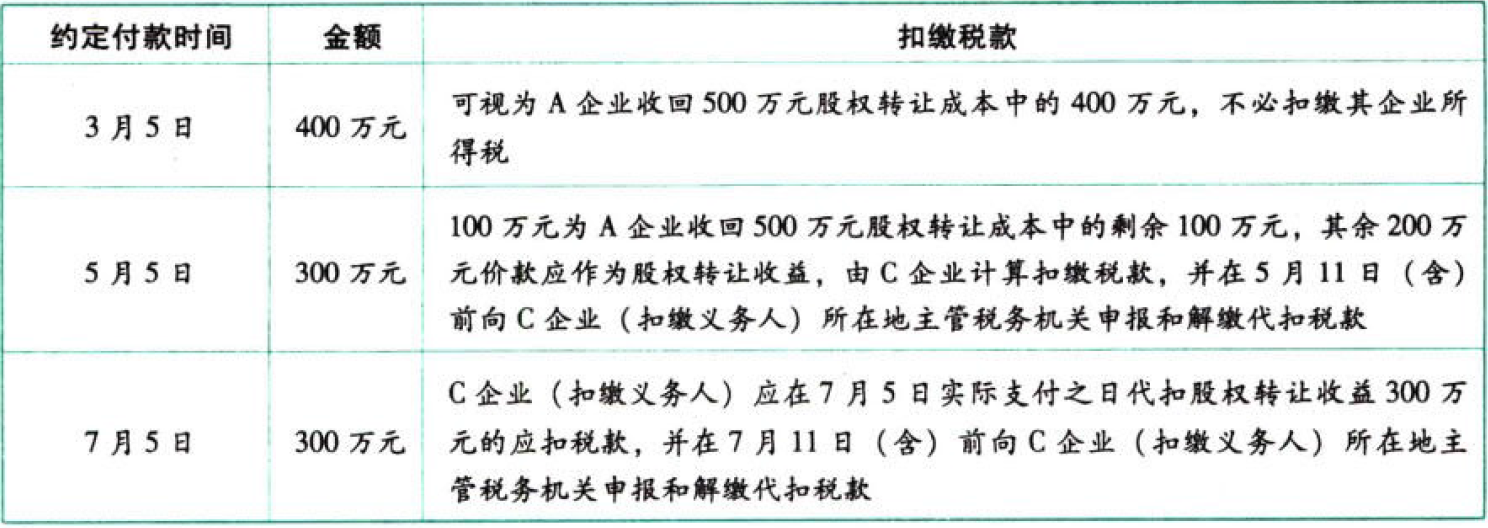 约定付款时间 金额 扣缴税款
3月5日 400万元 可视为A企业收回500万元股权转让成本中的400万元，不必扣缴其企业所
得税
5月5日 300万元 100万元为A企业收回500万元股权转让成本中的剩余100万元，其余200万
元价款应作为股权转让收益，由C企业计算扣缴税款，并在5月11日（含）
前向C企业（扣缴义务人）所在地主管税务机关申报和解缴代扣税款
7月5日 300万元 C企业（扣缴义务人）应在7月5日实际支付之日代扣股权转让收益300万
元的应扣税款，并在7月11日（含）前向C企业（扣缴义务人）所在地主
管税务机关申报和解缴代扣税款